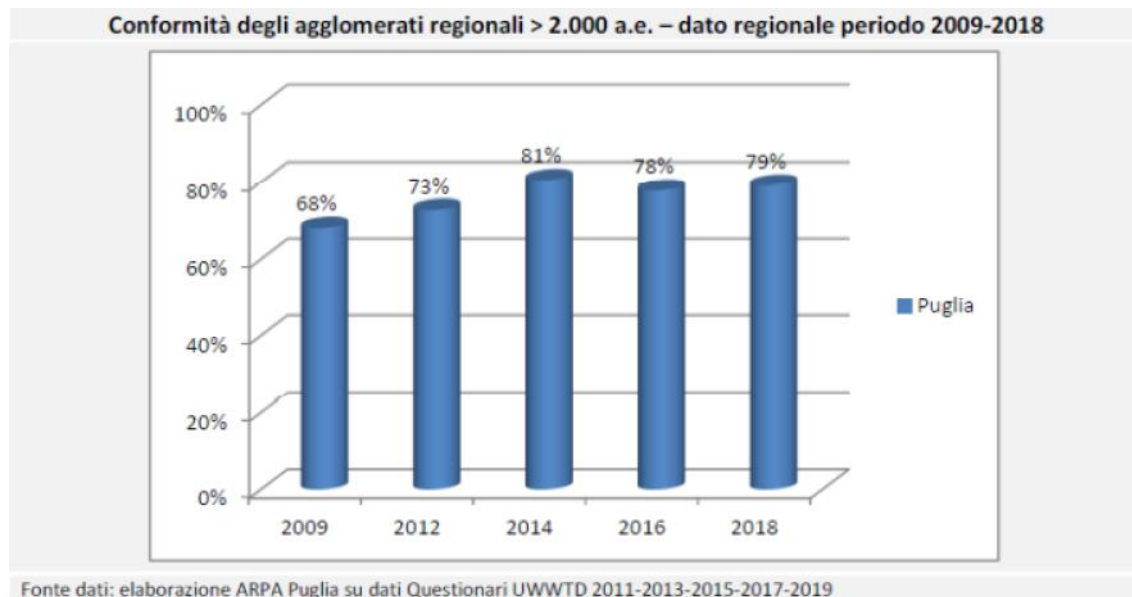 Conformità degli agglomerati regionali > 2.000 a.e. – dato regionale periodo 2009-2018
100%
80%
60%
40%
20%
0%
68%
73%
81%
78%
79%
2009 2012 2014 2016 2018
Puglia
Fonte dati: elaborazione ARPA Puglia su dati Questionari UWWTD 2011-2013-2015-2017-2019